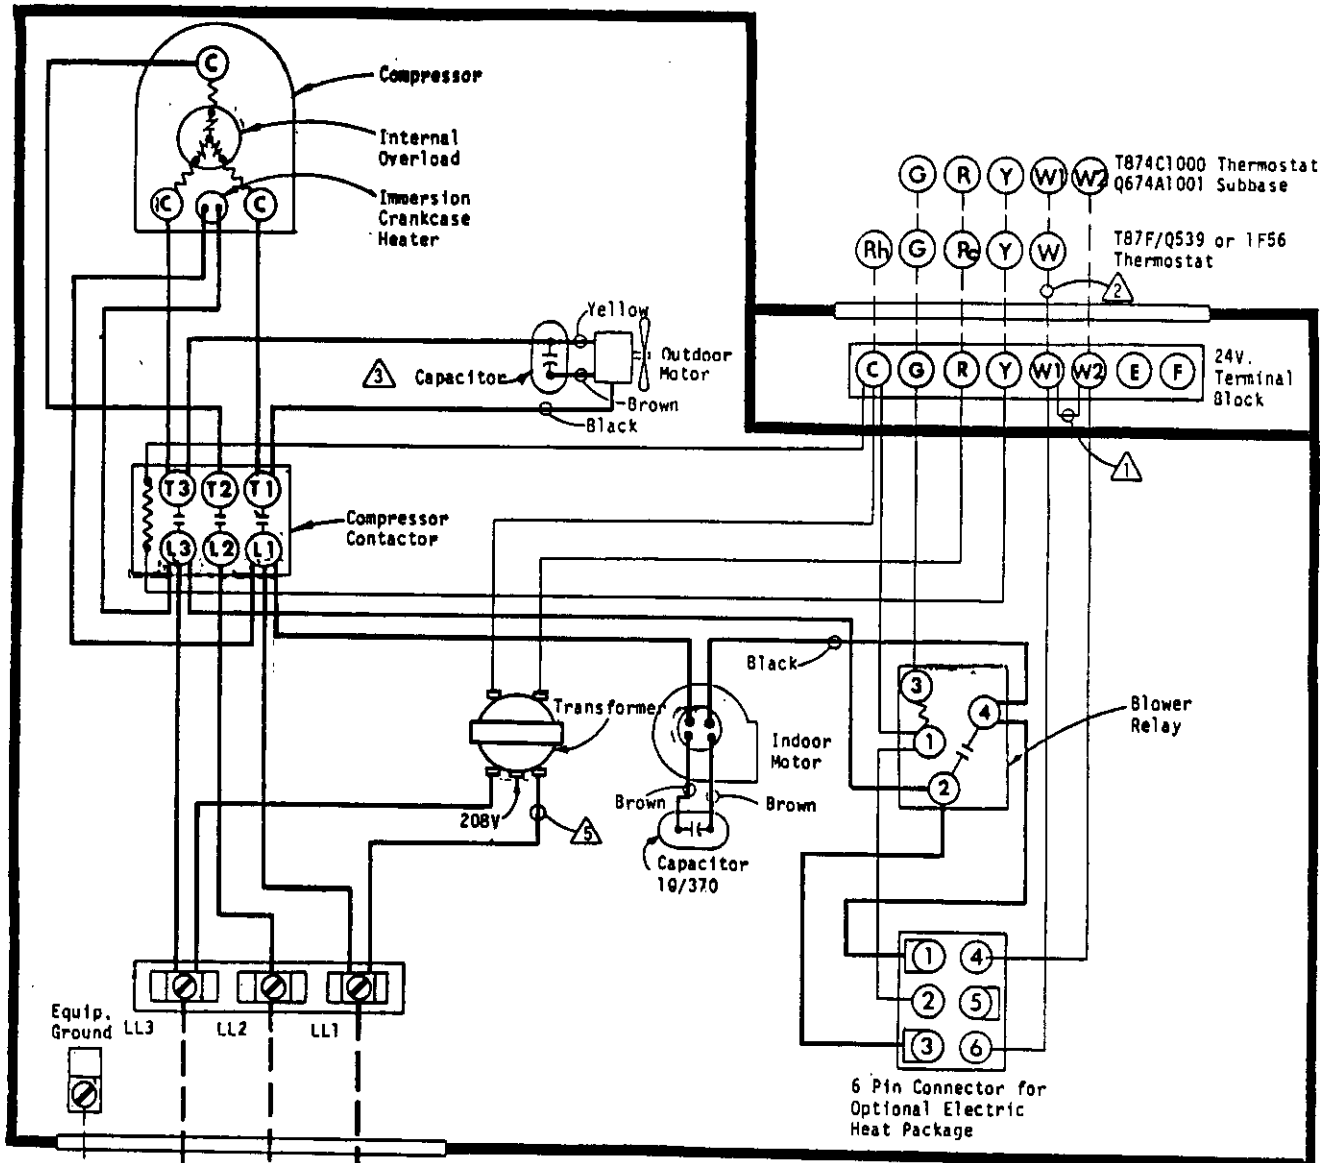 C
Compressor
Internal
Overload
C
C
Immersion
Crankcase
Heater
G R Y W1 W2
T874C1000 Thermostat
Q674A1001 Subbase
Rh G Rc Y W
T87F/Q539 or 1F56
Thermostat
2
Yellow
Outdoor
Motor
3
Capacitor
Brown
Black
C G R Y W1 W2 E F
24V.
Terminal
Block
1
T3 T2 T1
Compressor
Contactor
L3 L2 L1
Black
3
4
1
2
Blower
Relay
Transformer
Indoor
Motor
208V
5
Brown
Brown
Capacitor
10/370
1 4
2 5
3 6
6 Pin Connector for
Optional Electric
Heat Package
Equip.
Ground
LL3
LL2
LL1